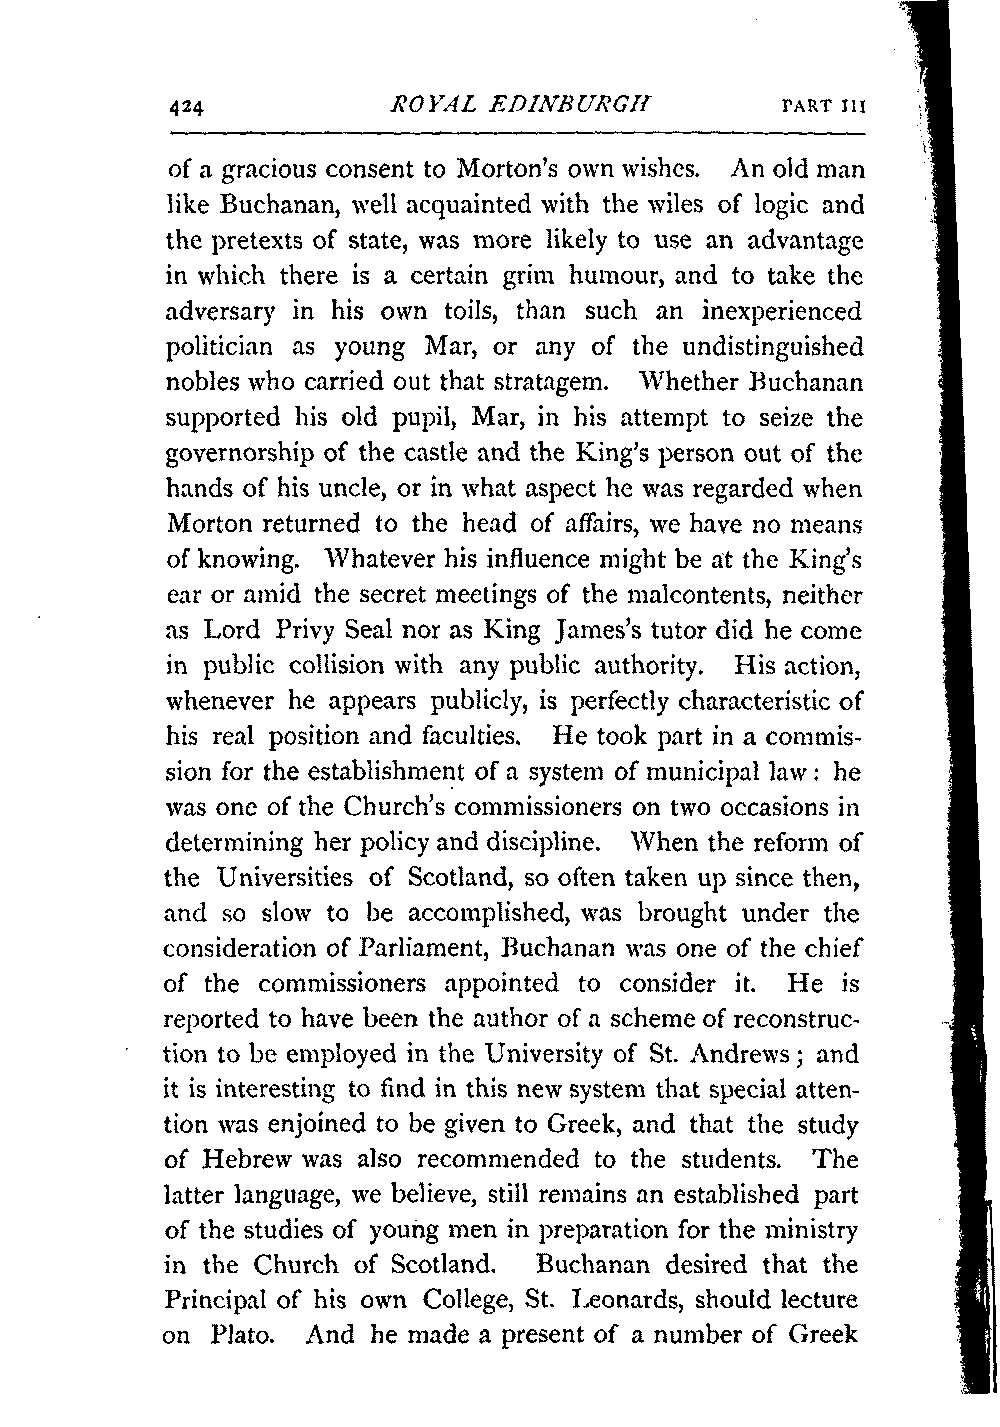 424 ROYAL EDINBURGH PART III
of a gracious consent to Morton's own wishes. An old man
like Buchanan, well acquainted with the wiles of logic and
the pretexts of state, was more likely to use an advantage
in which there is a certain grim humour, and to take the
adversary in his own toils, than such an inexperienced
politician as young Mar, or any of the undistinguished
nobles who carried out that stratagem. Whether Buchanan
supported his old pupil, Mar, in his attempt to seize the
governorship of the castle and the King's person out of the
hands of his uncle, or in what aspect he was regarded when
Morton returned to the head of affairs, we have no means
of knowing. Whatever his influence might be at the King's
ear or amid the secret meetings of the malcontents, neither
as Lord Privy Seal nor as King James's tutor did he come
in public collision with any public authority. His action,
whenever he appears publicly, is perfectly characteristic of
his real position and faculties. He took part in a commis-
sion for the establishment of a system of municipal law: he
was one of the Church's commissioners on two occasions in
determining her policy and discipline. When the reform of
the Universities of Scotland, so often taken up since then,
and so slow to be accomplished, was brought under the
consideration of Parliament, Buchanan was one of the chief
of the commissioners appointed to consider it. He is
reported to have been the author of a scheme of reconstruc-
tion to be employed in the University of St. Andrews; and
it is interesting to find in this new system that special atten-
tion was enjoined to be given to Greek, and that the study
of Hebrew was also recommended to the students. The
latter language, we believe, still remains an established part
of the studies of young men in preparation for the ministry
in the Church of Scotland. Buchanan desired that the
Principal of his own College, St. Leonards, should lecture
on Plato. And he made a present of a number of Greek